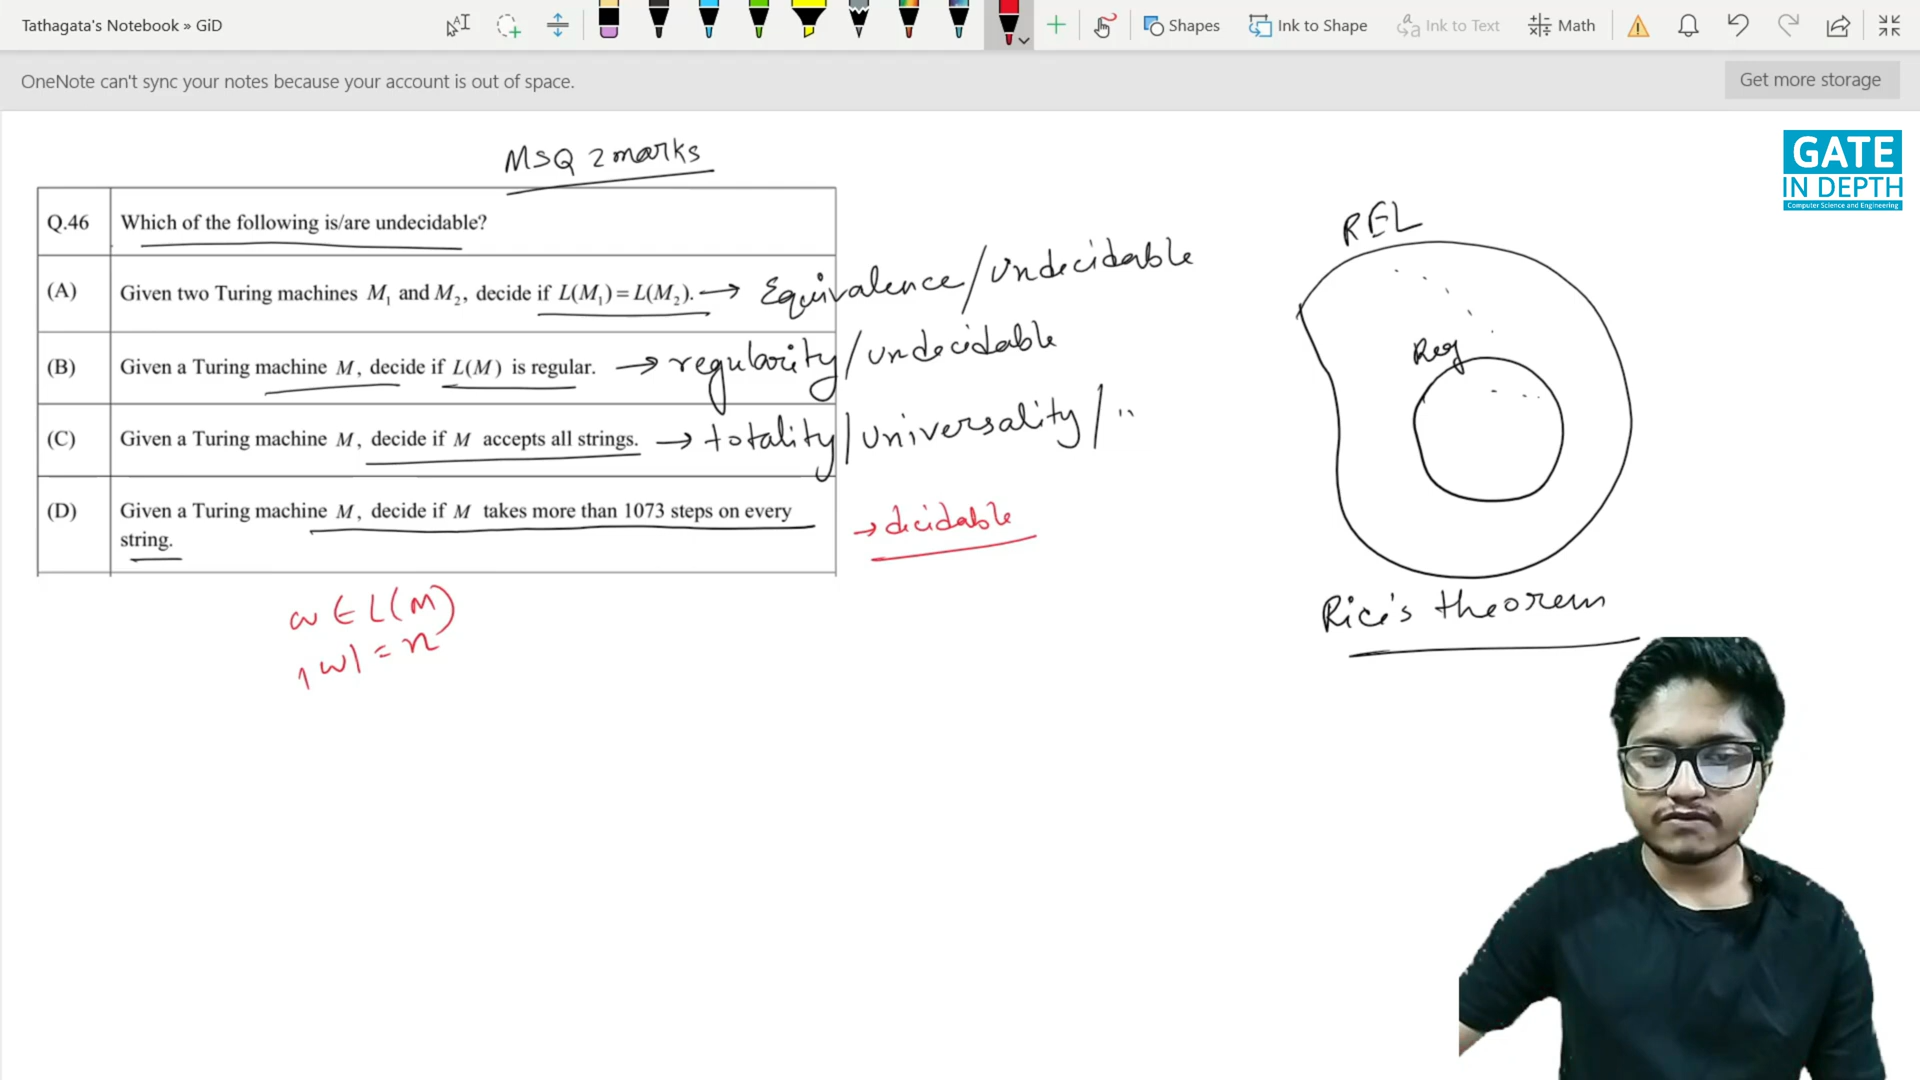 Tathagata's Notebook » GiD
Shapes
Ink to Shape
Ink to Text
Math
OneNote can't sync your notes because your account is out of space.
Get more storage
GATE
IN DEPTH
Computer Science and Engineering
MSQ 2 marks
Q.46 Which of the following is/are undecidable?
(A) Given two Turing machines M₁ and M₂, decide if L(M₁) = L(M₂). → Equivalence/Undecidable
(B) Given a Turing machine M, decide if L(M) is regular. → regularity/undecidable
(C) Given a Turing machine M, decide if M accepts all strings. → totality/universality/ "
(D) Given a Turing machine M, decide if M takes more than 1073 steps on every
string.
→ decidable
w ∈ L(M)
|w| = n
REL
Reg
Rice's theorem